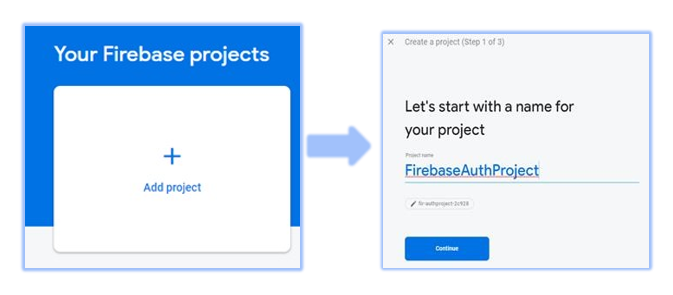 Your Firebase projects
+
Add project
× Create a project (Step 1 of 3)
Let's start with a name for
your project
Project name
FirebaseAuthProject
fir-authproject-2c928
Continue